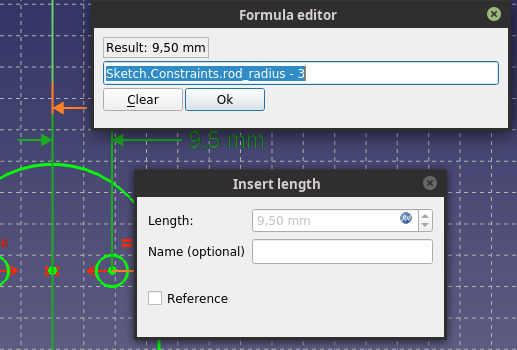 Formula editor
Result: 9,50 mm
Sketch.Constraints.rod_radius - 3
Clear
Ok
9,5 mm
Insert length
Length:
9,50 mm
Name (optional)
Reference